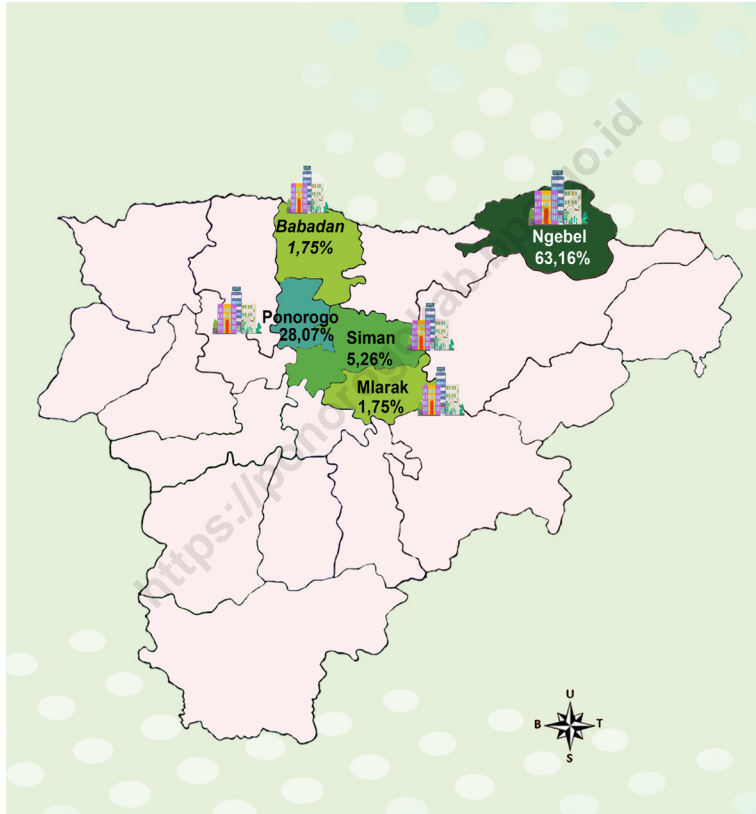 Babadan
1,75%
Ngebel
63,16%
Ponorogo
28,07%
Siman
5,26%
Mlarak
1,75%
https://ponorogokab.bps.go.id
U
B
T
S